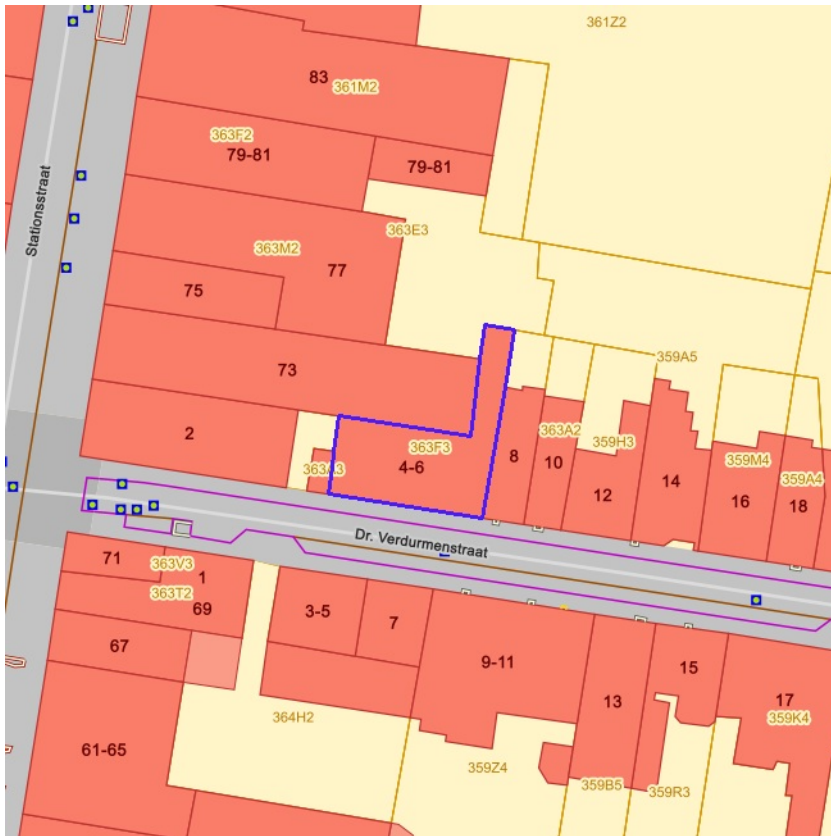 361Z2
83
361M2
363F2
79-81
79-81
Stationsstraat
363E3
363M2
77
75
73
359A5
2
363F3
363A2
363A3
4-6
8
10
359H3
12
14
359M4
16
359A4
18
Dr. Verdurmenstraat
71
363V3
1
363T2
69
3-5
7
67
9-11
15
13
17
359K4
364H2
61-65
359Z4
359B5
359R3